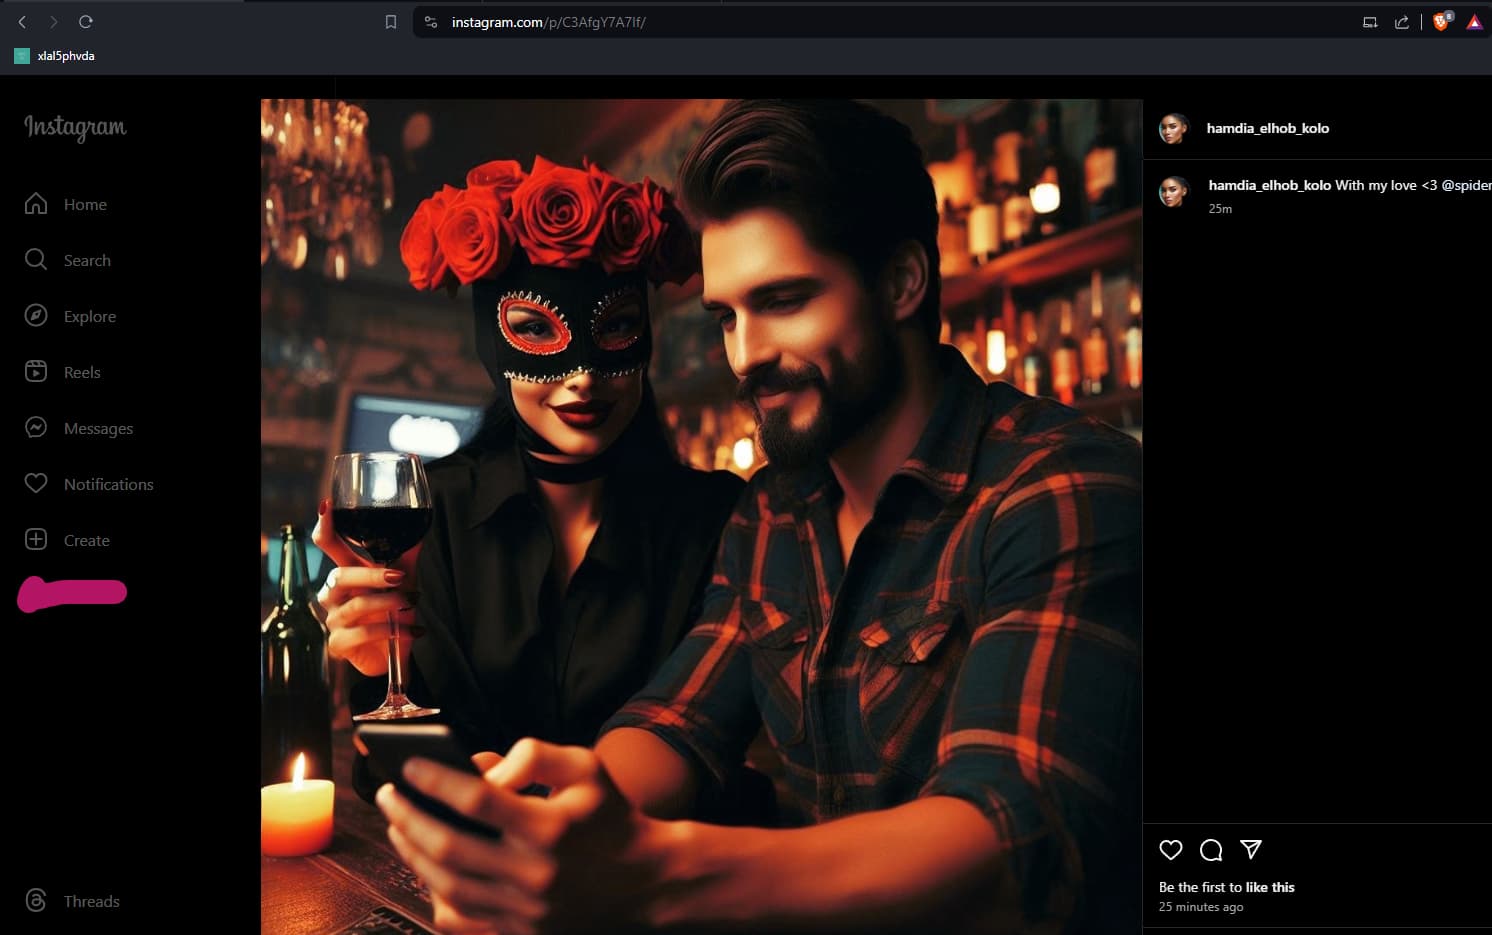 instagram.com/p/C3AfgY7A7If/
8
xlal5phvda
Instagram
Home
Search
Explore
Reels
Messages
Notifications
Create
Threads
hamdia_elhob_kolo
hamdia_elhob_kolo With my love <3 @spider
25m
Be the first to like this
25 minutes ago